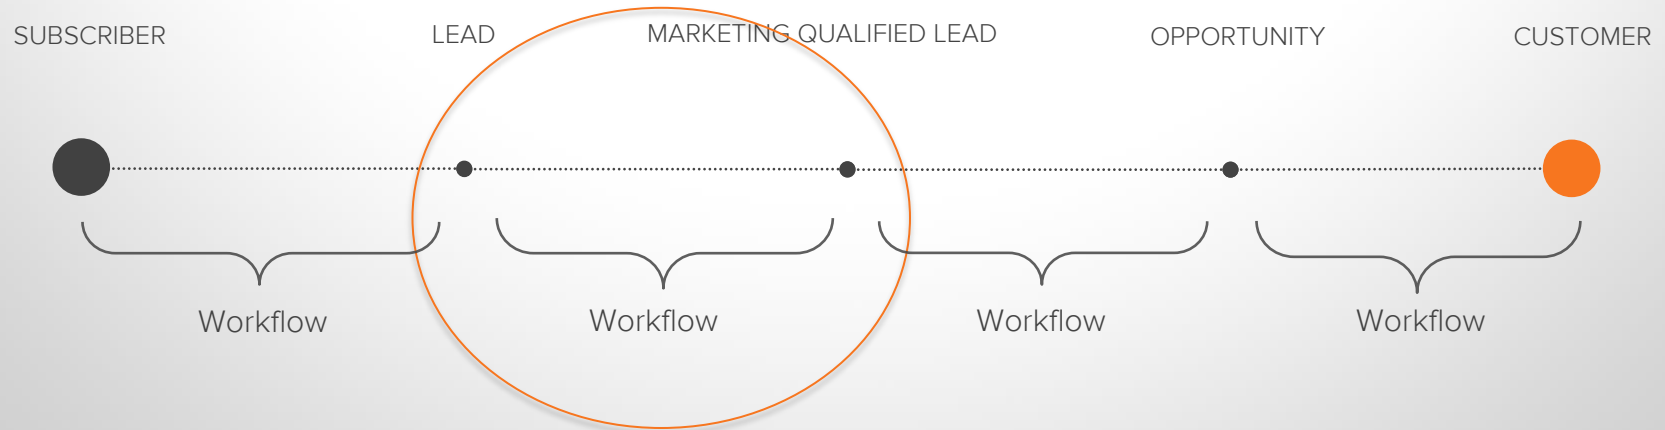 SUBSCRIBER
LEAD
MARKETING QUALIFIED LEAD
OPPORTUNITY
CUSTOMER
Workflow
Workflow
Workflow
Workflow